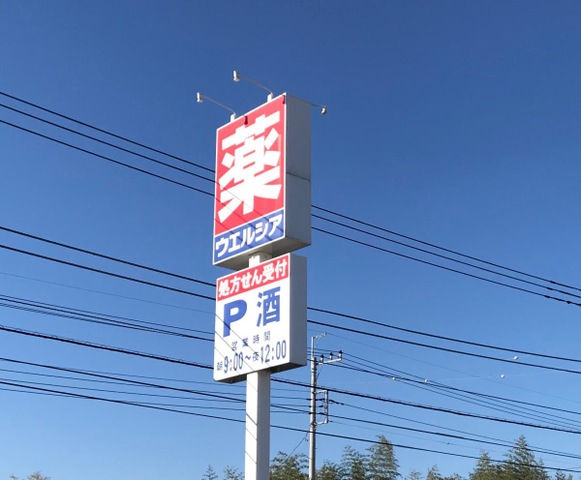 薬
ウエルシア
処方せん受付
P 酒
営業時間
朝9:00～夜12:00